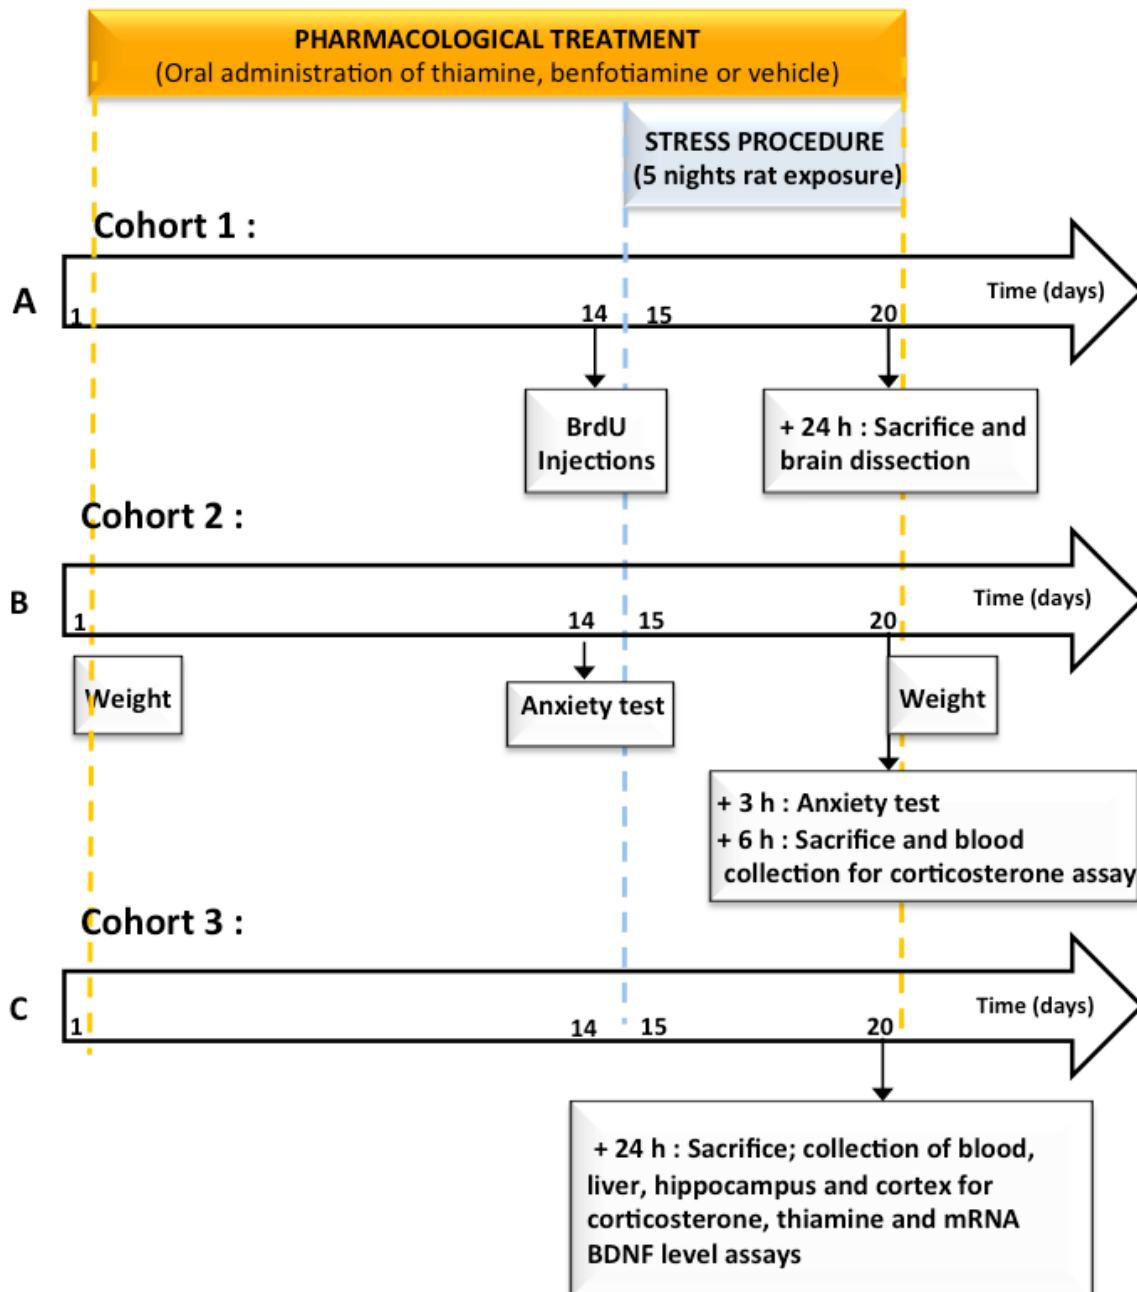 PHARMACOLOGICAL TREATMENT
(Oral administration of thiamine, benfotiamine or vehicle)
STRESS PROCEDURE
(5 nights rat exposure)
Cohort 1 :
A
Time (days)
1
14
15
20
BrdU
Injections
+ 24 h : Sacrifice and
brain dissection
Cohort 2 :
B
Time (days)
1
14
15
20
Weight
Anxiety test
Weight
+ 3 h : Anxiety test
+ 6 h : Sacrifice and blood
collection for corticosterone assay
Cohort 3 :
C
Time (days)
1
14
15
20
+ 24 h : Sacrifice; collection of blood,
liver, hippocampus and cortex for
corticosterone, thiamine and mRNA
BDNF level assays